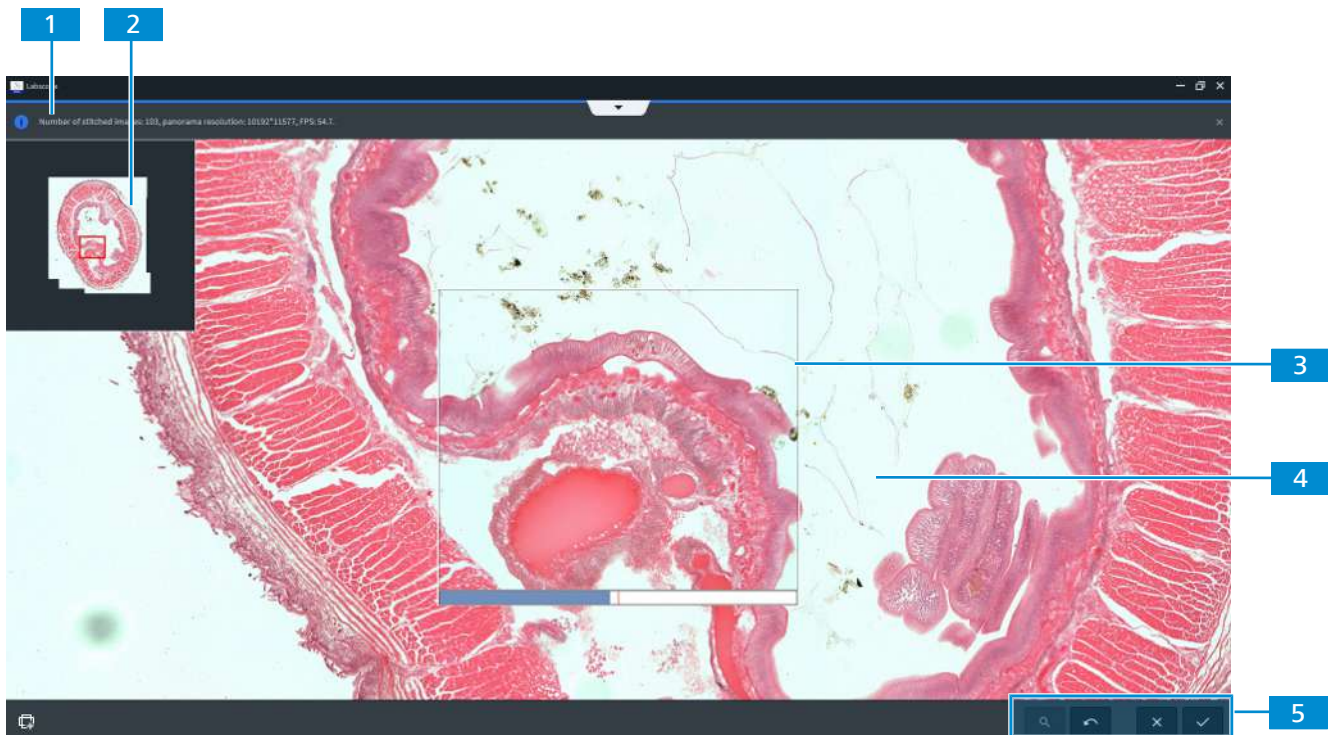 1 2
Labscope
Number of stitched images: 103, panorama resolution: 10192*11577, FPS: 54.7.
3
4
5